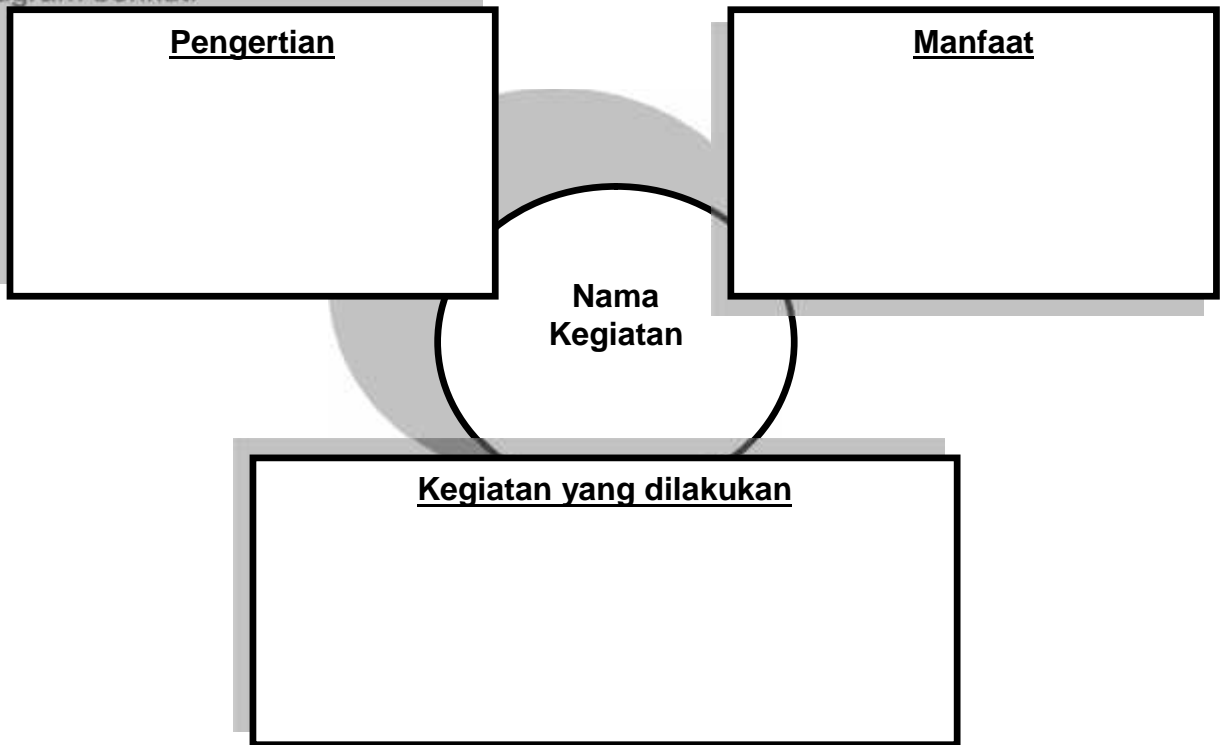 Pengertian
Manfaat
Nama
Kegiatan
Kegiatan yang dilakukan